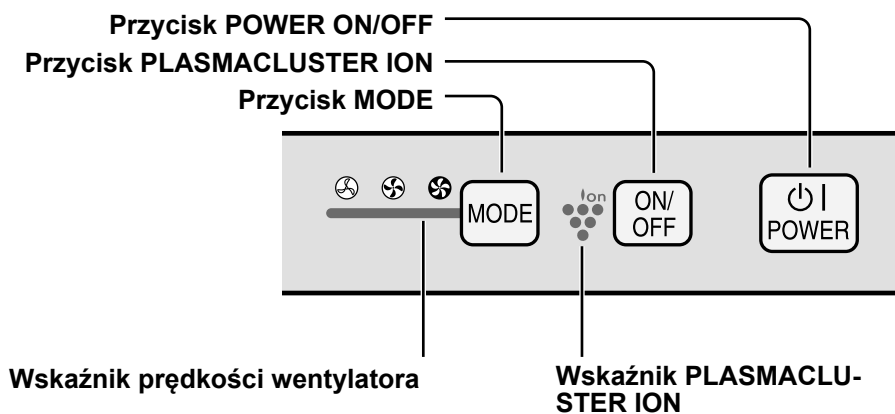 Przycisk POWER ON/OFF
Przycisk PLASMACLUSTER ION
Przycisk MODE
MODE
ion
ON/
OFF
POWER
Wskaźnik prędkości wentylatora
Wskaźnik PLASMACLU-
STER ION